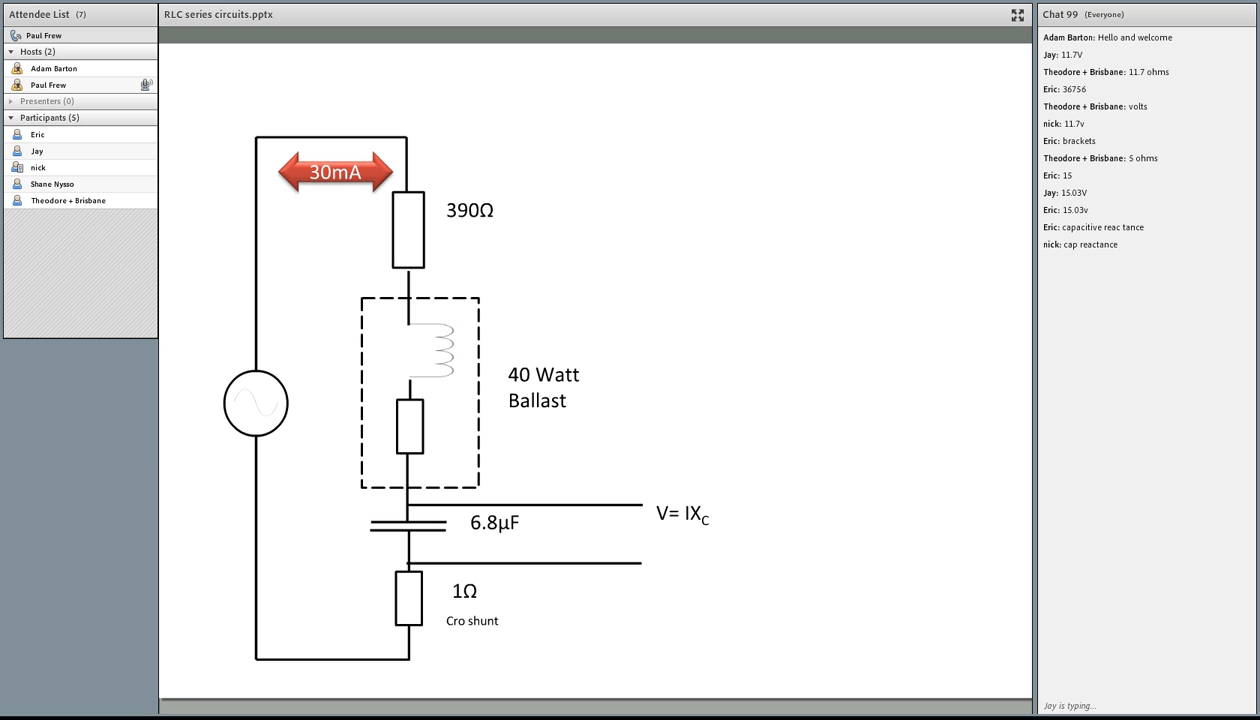 Attendee List (7)
Paul Frew
Hosts (2)
Adam Barton
Paul Frew
Presenters (0)
Participants (5)
Eric
Jay
nick
Shane Nysso
Theodore + Brisbane
RLC series circuits.pptx
30mA
390Ω
40 Watt
Ballast
6.8µF
V= IXC
1Ω
Cro shunt
Chat 99 (Everyone)
Adam Barton: Hello and welcome
Jay: 11.7V
Theodore + Brisbane: 11.7 ohms
Eric: 36756
Theodore + Brisbane: volts
nick: 11.7v
Eric: brackets
Theodore + Brisbane: 5 ohms
Eric: 15
Jay: 15.03V
Eric: 15.03v
Eric: capacitive reac tance
nick: cap reactance
Jay is typing...